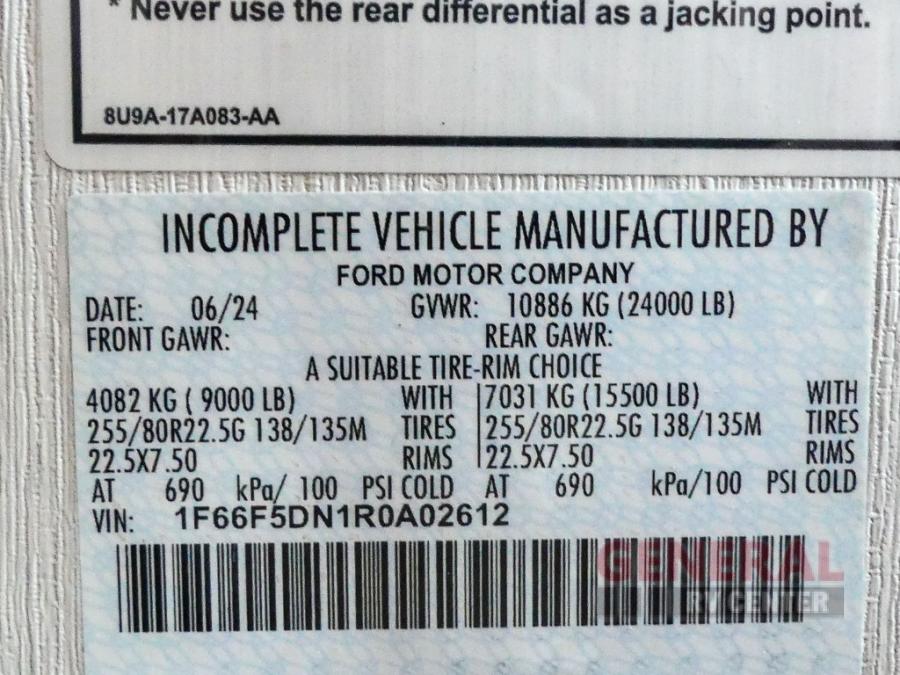 * Never use the rear differential as a jacking point.
8U9A-17A083-AA
INCOMPLETE VEHICLE MANUFACTURED BY
FORD MOTOR COMPANY
DATE: 06/24 GVWR: 10886 KG (24000 LB)
FRONT GAWR: REAR GAWR:
A SUITABLE TIRE-RIM CHOICE
4082 KG ( 9000 LB) WITH 7031 KG (15500 LB) WITH
255/80R22.5G 138/135M TIRES 255/80R22.5G 138/135M TIRES
22.5X7.50 RIMS 22.5X7.50 RIMS
AT 690 kPa/ 100 PSI COLD AT 690 kPa/100 PSI COLD
VIN: 1F66F5DN1R0A02612
GENERAL
RV CENTER